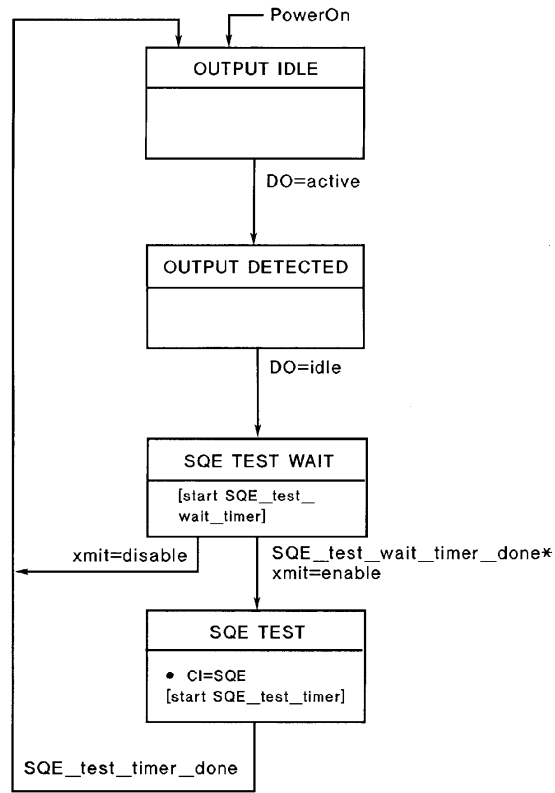 PowerOn
OUTPUT IDLE
DO=active
OUTPUT DETECTED
DO=idle
SQE TEST WAIT
[start SQE_test_
wait_timer]
xmit=disable
SQE_test_wait_timer_done*
xmit=enable
SQE TEST
• CI=SQE
[start SQE_test_timer]
SQE_test_timer_done